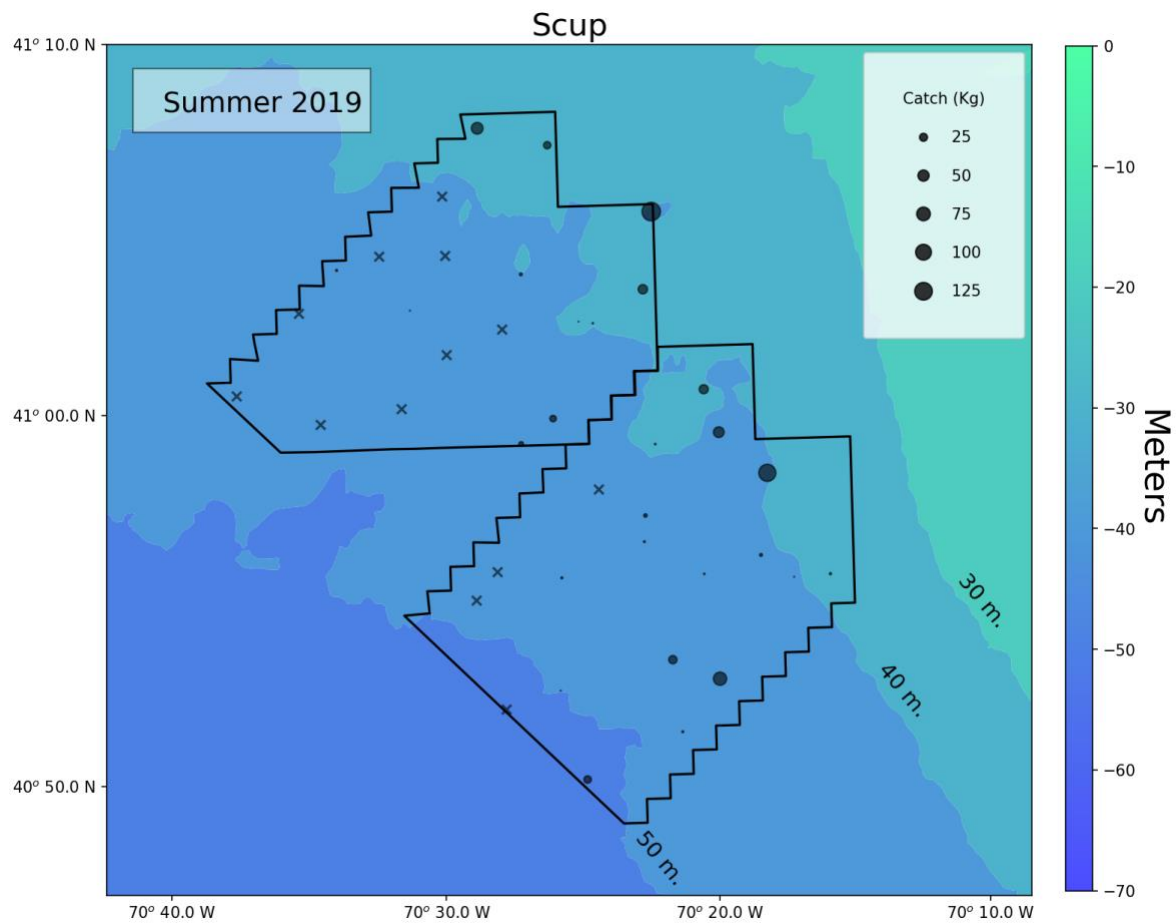 Scup
41° 10.0 N
41° 00.0 N
40° 50.0 N
Summer 2019
Catch (Kg)
25
50
75
100
125
30 m.
40 m.
50 m.
70° 40.0 W
70° 30.0 W
70° 20.0 W
70° 10.0 W
0
−10
−20
−30
−40
−50
−60
−70
Meters